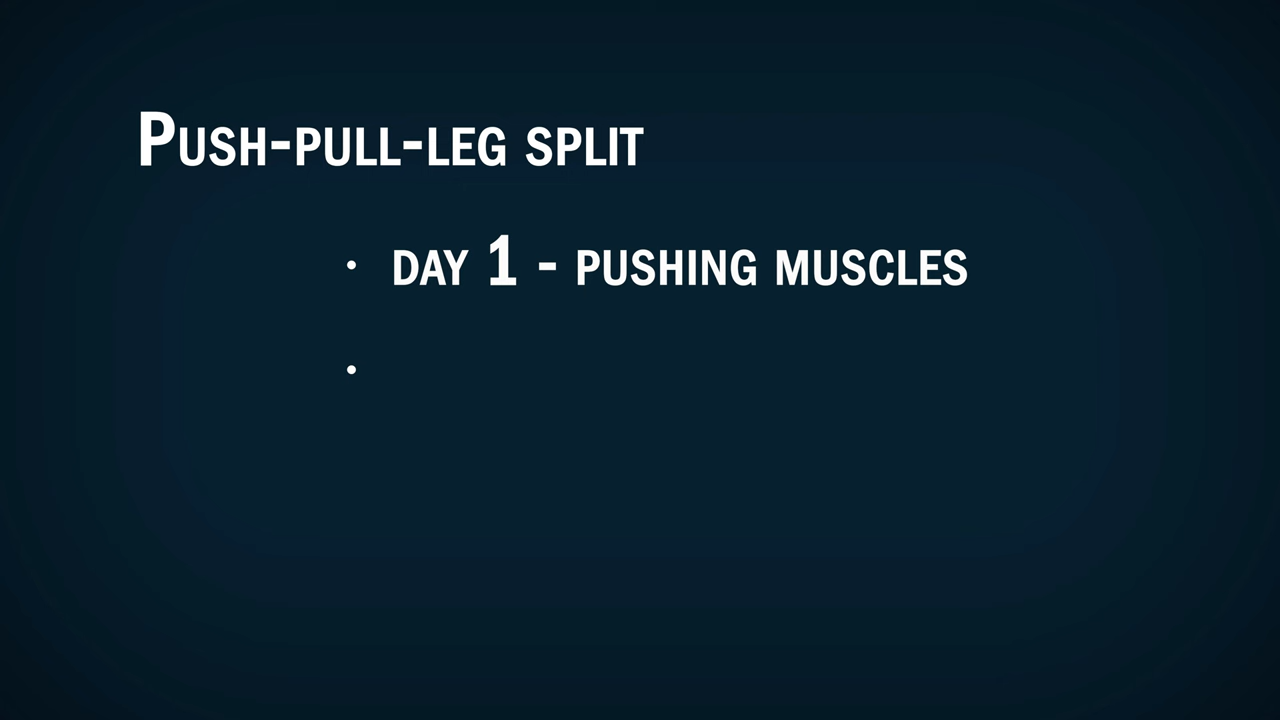 Push-pull-leg split
• day 1 - pushing muscles
•